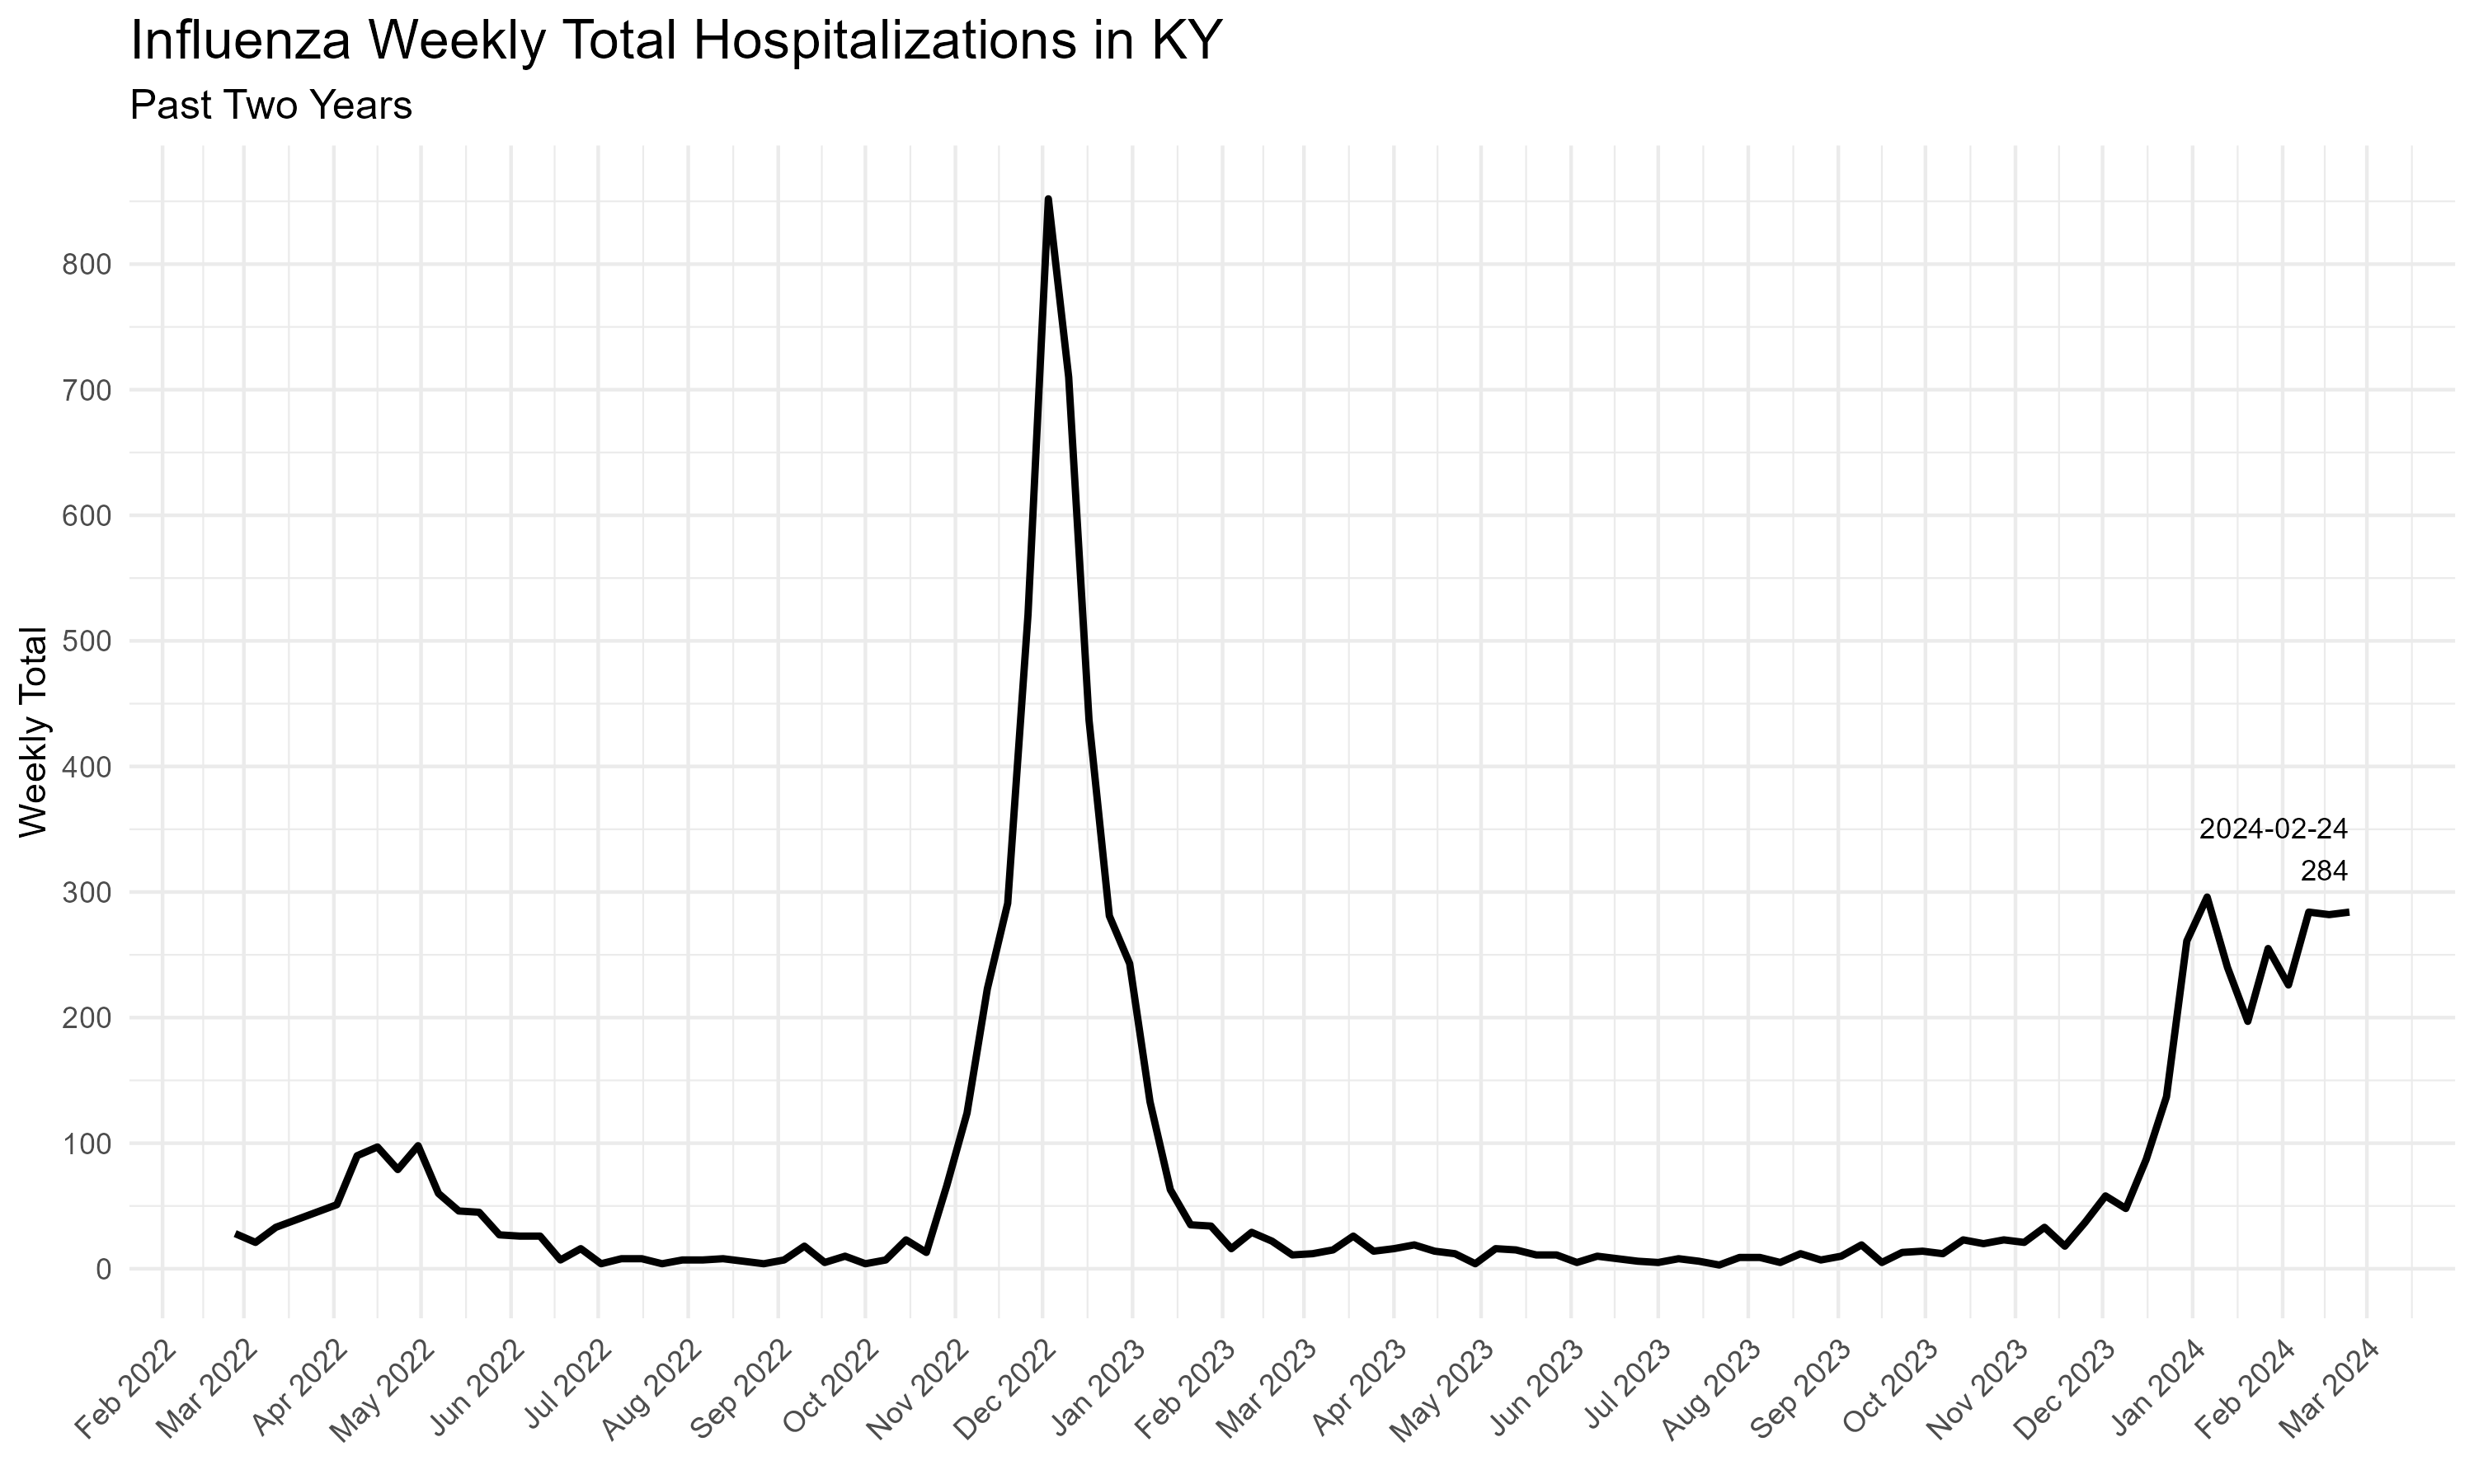 Influenza Weekly Total Hospitalizations in KY
Past Two Years
Weekly Total
800
700
600
500
400
300
200
100
0
2024-02-24
284
Feb 2022
Mar 2022
Apr 2022
May 2022
Jun 2022
Jul 2022
Aug 2022
Sep 2022
Oct 2022
Nov 2022
Dec 2022
Jan 2023
Feb 2023
Mar 2023
Apr 2023
May 2023
Jun 2023
Jul 2023
Aug 2023
Sep 2023
Oct 2023
Nov 2023
Dec 2023
Jan 2024
Feb 2024
Mar 2024